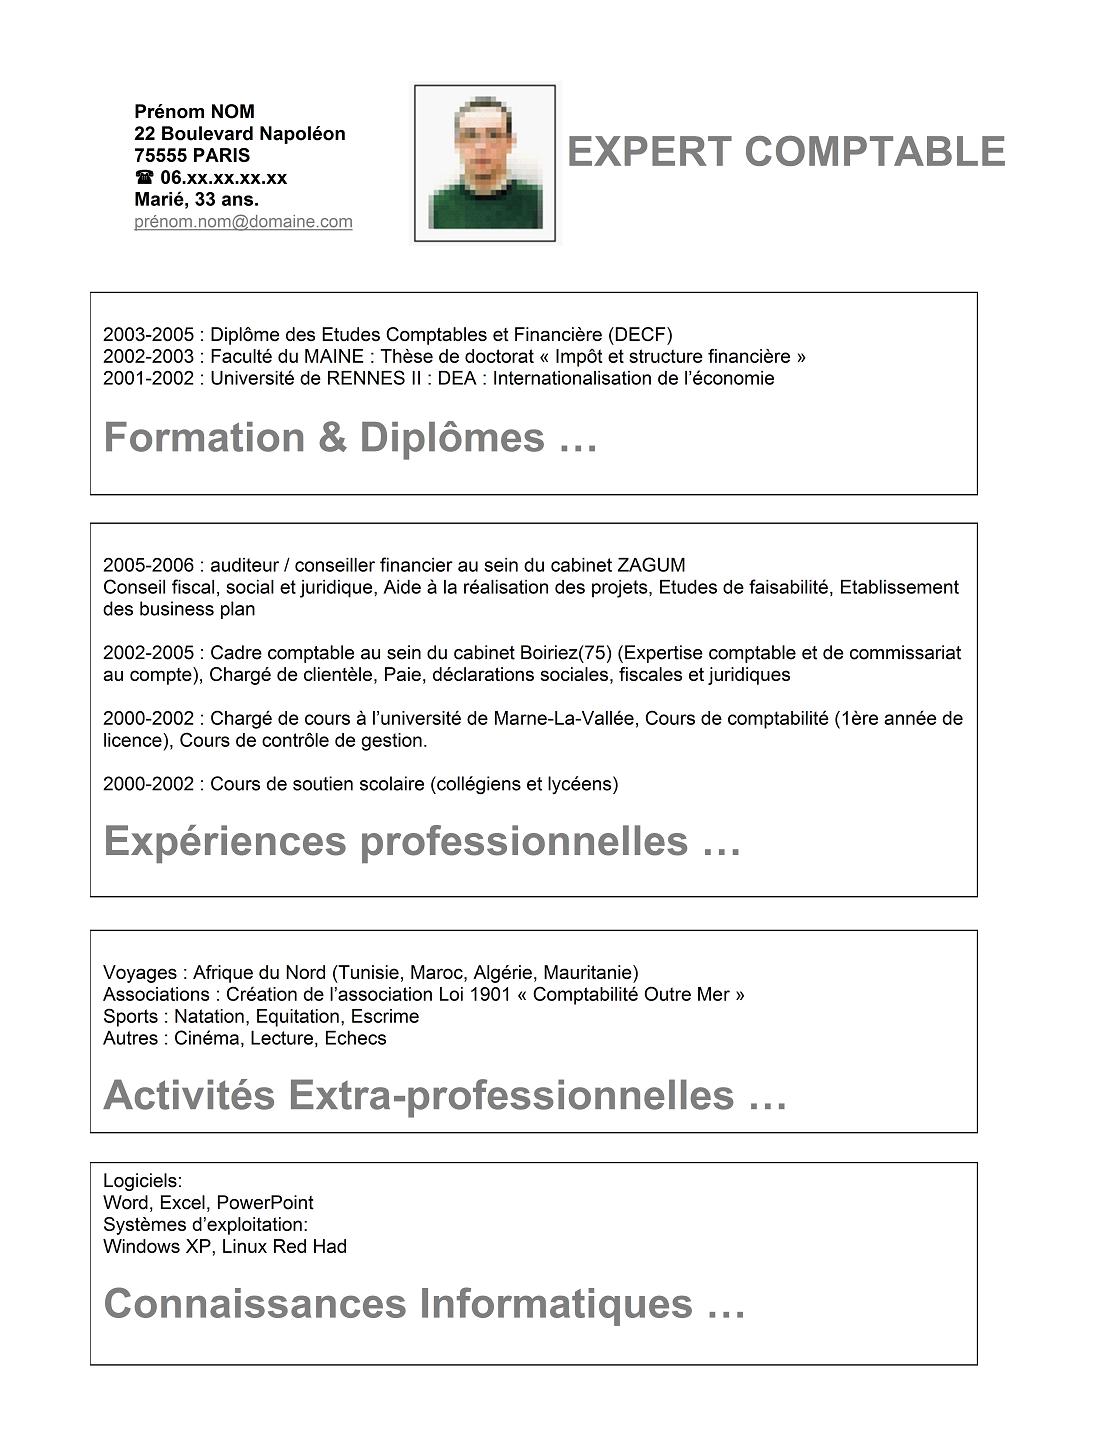 Prénom NOM
22 Boulevard Napoléon
75555 PARIS
☎ 06.xx.xx.xx.xx
Marié, 33 ans.
prénom.nom@domaine.com
EXPERT COMPTABLE
2003-2005 : Diplôme des Etudes Comptables et Financière (DECF)
2002-2003 : Faculté du MAINE : Thèse de doctorat « Impôt et structure financière »
2001-2002 : Université de RENNES II : DEA : Internationalisation de l’économie
Formation & Diplômes …
2005-2006 : auditeur / conseiller financier au sein du cabinet ZAGUM
Conseil fiscal, social et juridique, Aide à la réalisation des projets, Etudes de faisabilité, Etablissement
des business plan
2002-2005 : Cadre comptable au sein du cabinet Boiriez(75) (Expertise comptable et de commissariat
au compte), Chargé de clientèle, Paie, déclarations sociales, fiscales et juridiques
2000-2002 : Chargé de cours à l’université de Marne-La-Vallée, Cours de comptabilité (1ère année de
licence), Cours de contrôle de gestion.
2000-2002 : Cours de soutien scolaire (collégiens et lycéens)
Expériences professionnelles …
Voyages : Afrique du Nord (Tunisie, Maroc, Algérie, Mauritanie)
Associations : Création de l’association Loi 1901 « Comptabilité Outre Mer »
Sports : Natation, Equitation, Escrime
Autres : Cinéma, Lecture, Echecs
Activités Extra-professionnelles …
Logiciels:
Word, Excel, PowerPoint
Systèmes d’exploitation:
Windows XP, Linux Red Had
Connaissances Informatiques …